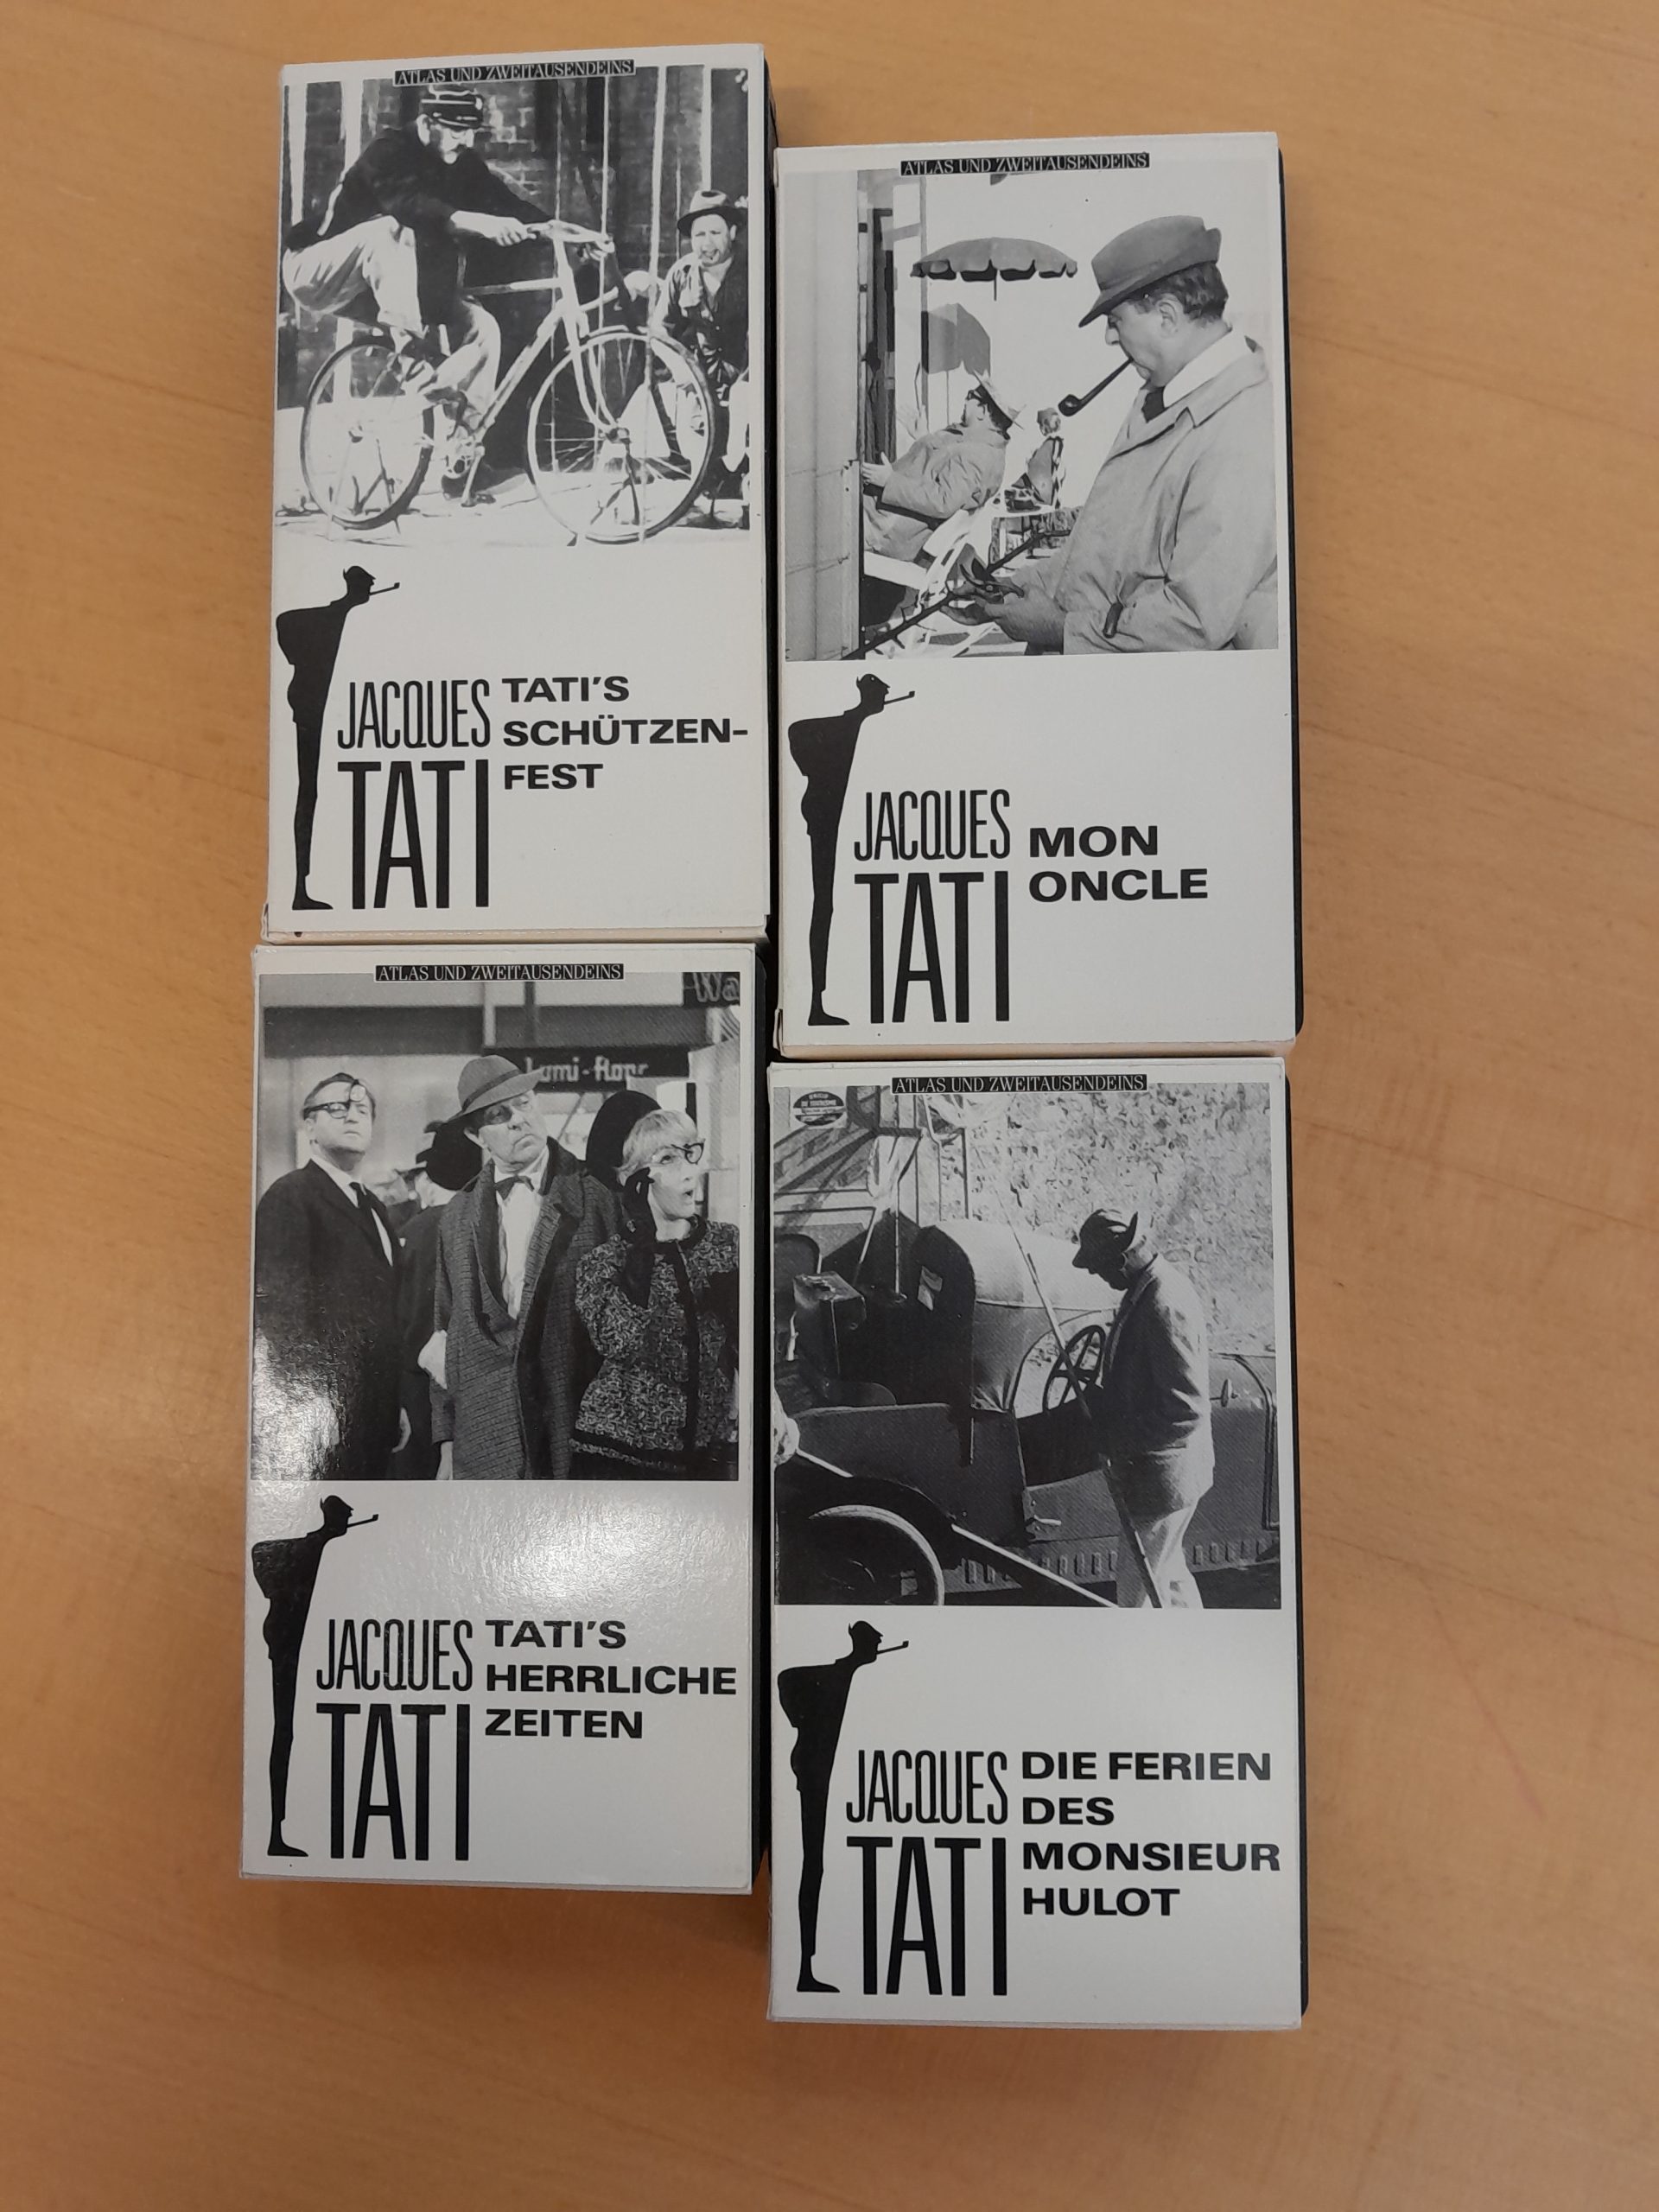 ATLAS UND ZWEITAUSENDEINS
JACQUES
TATI
TATI'S
SCHÜTZEN-
FEST
ATLAS UND ZWEITAUSENDEINS
JACQUES
TATI
MON
ONCLE
ATLAS UND ZWEITAUSENDEINS
Wa
JACQUES
TATI
TATI'S
HERRLICHE
ZEITEN
ATLAS UND ZWEITAUSENDEINS
JACQUES
TATI
DIE FERIEN
DES
MONSIEUR
HULOT